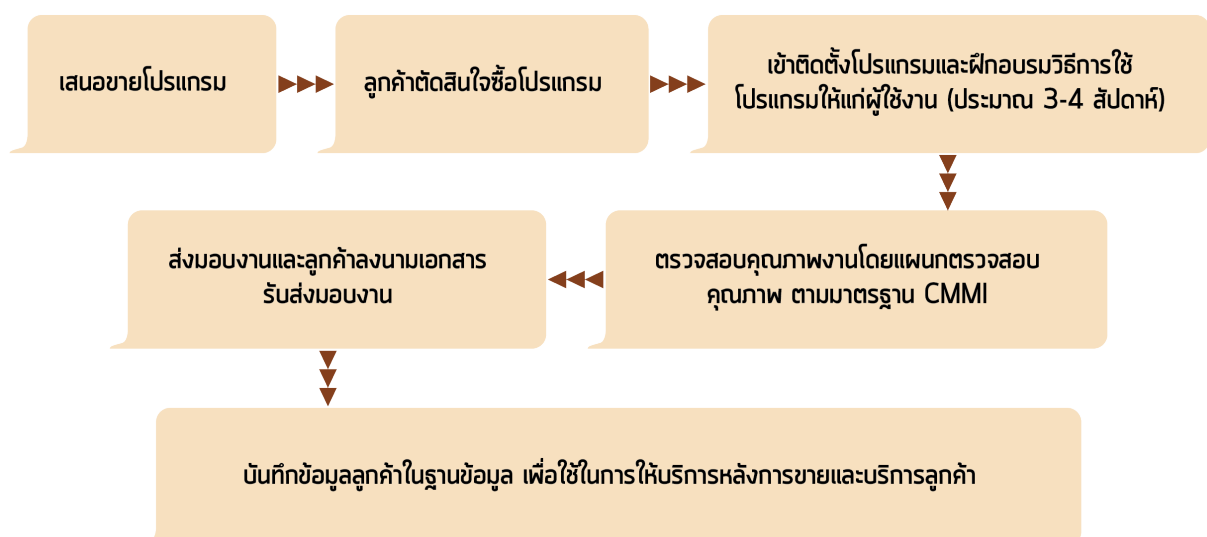 เสนอขายโปรแกรม
ลูกค้าตัดสินใจซื้อโปรแกรม
เข้าติดตั้งโปรแกรมและฝึกอบรมวิธีการใช้
โปรแกรมให้แก่ผู้ใช้งาน (ประมาณ 3-4 สัปดาห์)
ตรวจสอบคุณภาพงานโดยแผนกตรวจสอบ
คุณภาพ ตามมาตรฐาน CMMI
ส่งมอบงานและลูกค้าลงนามเอกสาร
รับส่งมอบงาน
บันทึกข้อมูลลูกค้าในฐานข้อมูล เพื่อใช้ในการให้บริการหลังการขายและบริการลูกค้า